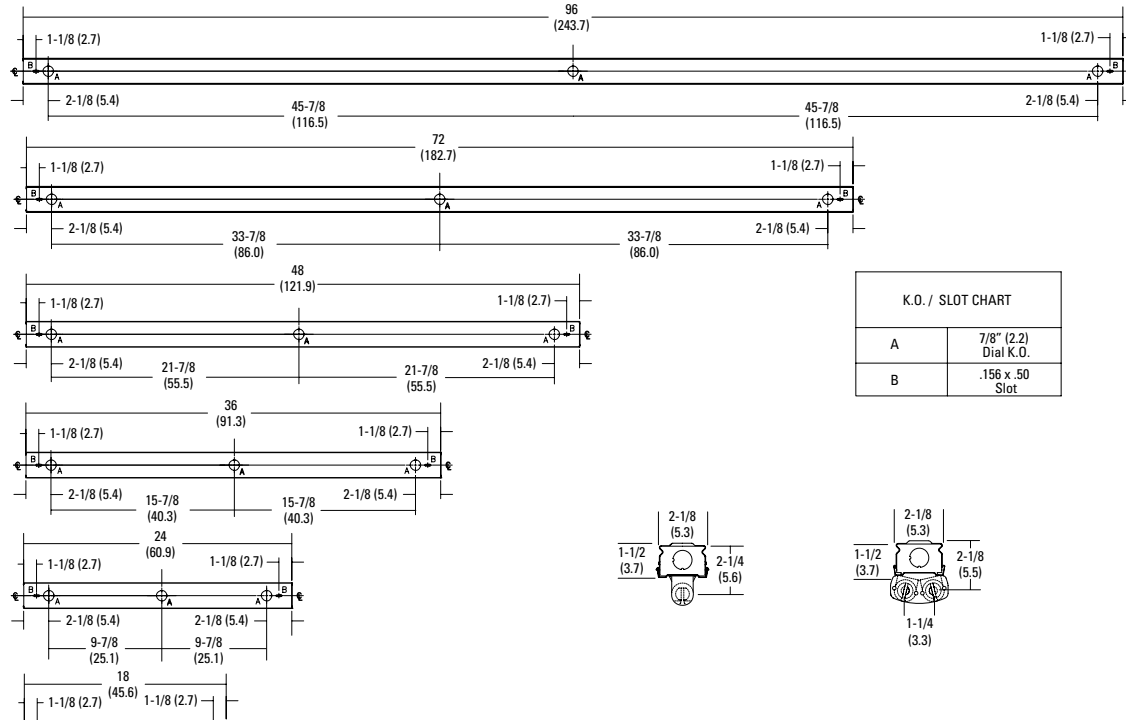 96
(243.7)
1-1/8 (2.7) 1-1/8 (2.7)
B A A A B
2-1/8 (5.4) 45-7/8 45-7/8 2-1/8 (5.4)
(116.5) (116.5)
72
(182.7)
1-1/8 (2.7) 1-1/8 (2.7)
B A A A B
2-1/8 (5.4) 33-7/8 33-7/8 2-1/8 (5.4)
(86.0) (86.0)
48
(121.9)
1-1/8 (2.7) 1-1/8 (2.7)
B A A A B
2-1/8 (5.4) 21-7/8 21-7/8 2-1/8 (5.4)
(55.5) (55.5)
K.O. / SLOT CHART
A 7/8" (2.2)
Dial K.O.
B .156 x .50
Slot
36
(91.3)
1-1/8 (2.7) 1-1/8 (2.7)
B A A A B
2-1/8 (5.4) 15-7/8 15-7/8 2-1/8 (5.4)
(40.3) (40.3)
24
(60.9)
1-1/8 (2.7) 1-1/8 (2.7)
B A A A B
2-1/8 (5.4) 2-1/8 (5.4)
9-7/8 9-7/8
(25.1) (25.1)
18
(45.6)
1-1/8 (2.7) 1-1/8 (2.7)
2-1/8
(5.3)
1-1/2
(3.7)
2-1/4
(5.6)
2-1/8
(5.3)
1-1/2
(3.7)
2-1/8
(5.5)
1-1/4
(3.3)